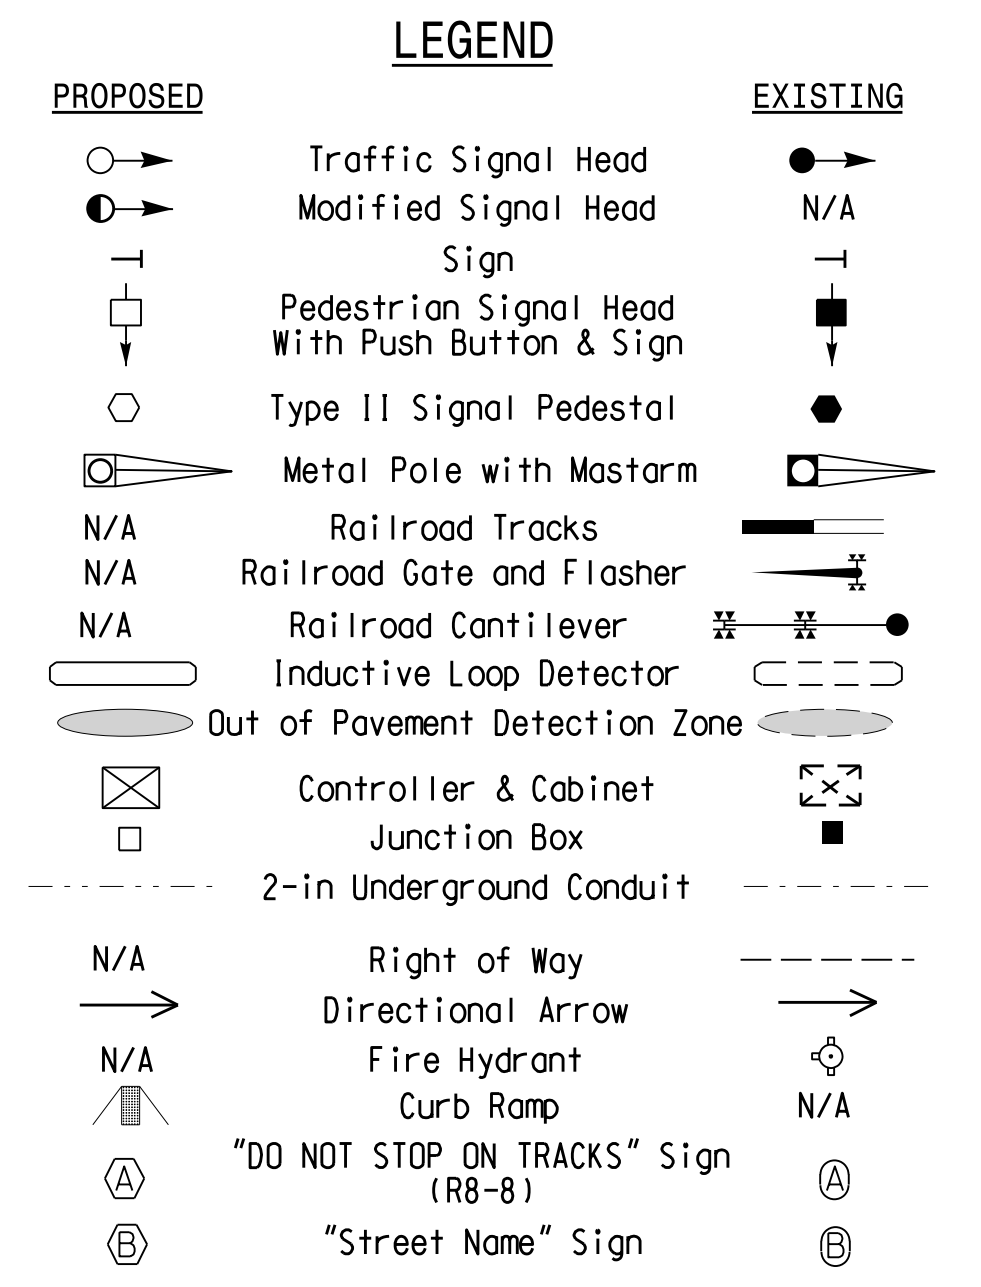 LEGEND
PROPOSED EXISTING
Traffic Signal Head
Modified Signal Head N/A
Sign
Pedestrian Signal Head
With Push Button & Sign
Type II Signal Pedestal
Metal Pole with Mastarm
N/A Railroad Tracks
N/A Railroad Gate and Flasher
N/A Railroad Cantilever
Inductive Loop Detector
Out of Pavement Detection Zone
Controller & Cabinet
Junction Box
2-in Underground Conduit
N/A Right of Way
Directional Arrow
N/A Fire Hydrant
Curb Ramp N/A
"DO NOT STOP ON TRACKS" Sign
A (R8-8) A
B "Street Name" Sign B